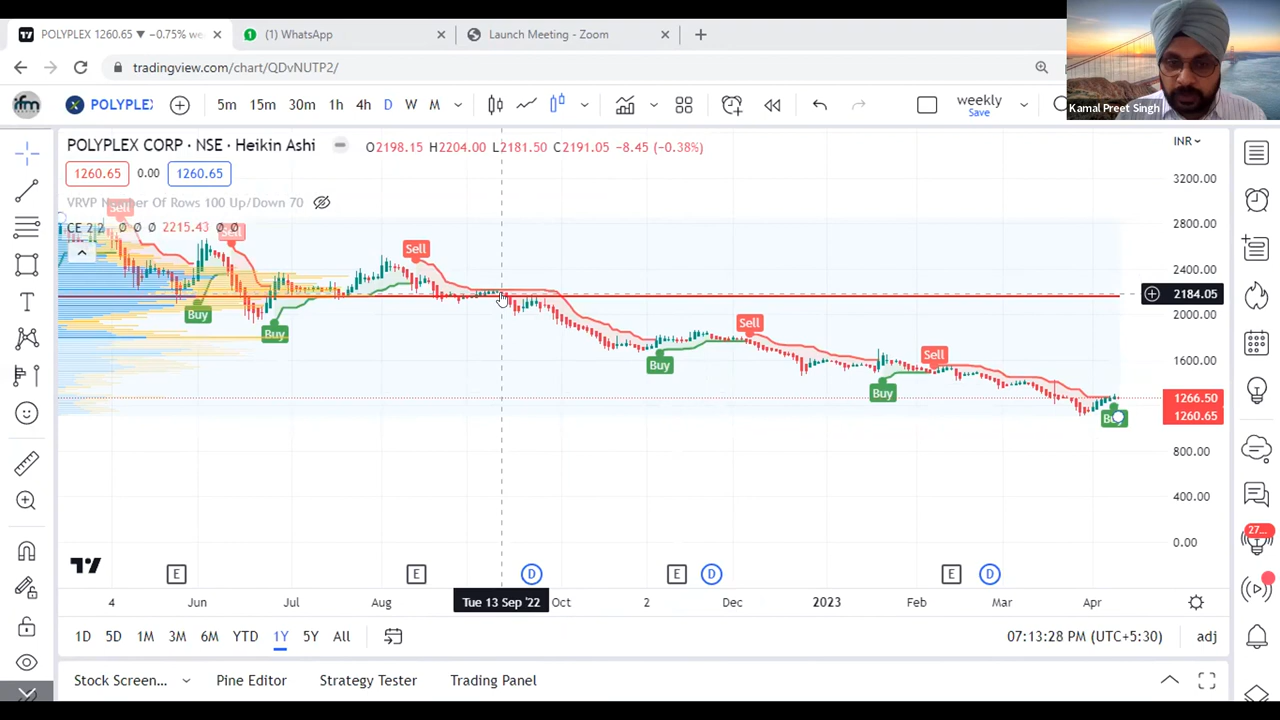 POLYPLEX 1260.65 ▼ −0.75% we
(1) WhatsApp
Launch Meeting - Zoom
tradingview.com/chart/QDvNUTP2/
Kamal Preet Singh
ifm
POLYPLEX
5m 15m 30m 1h 4h D W M
weekly
Save
POLYPLEX CORP · NSE · Heikin Ashi
O2198.15 H2204.00 L2181.50 C2191.05 −8.45 (−0.38%)
INR
1260.65 0.00 1260.65
VRVP Number Of Rows 100 Up/Down 70
CE 2 2 0 0 0 2215.43 0 0
Sell
Sell
Sell
Sell
Sell
Buy
Buy
Buy
Buy
3200.00
2800.00
2400.00
2184.05
2000.00
1600.00
1266.50
1260.65
800.00
400.00
0.00
E E D E D E D
4 Jun Jul Aug Tue 13 Sep '22 Oct 2 Dec 2023 Feb Mar Apr
1D 5D 1M 3M 6M YTD 1Y 5Y All
07:13:28 PM (UTC+5:30)
adj
Stock Screen... Pine Editor Strategy Tester Trading Panel